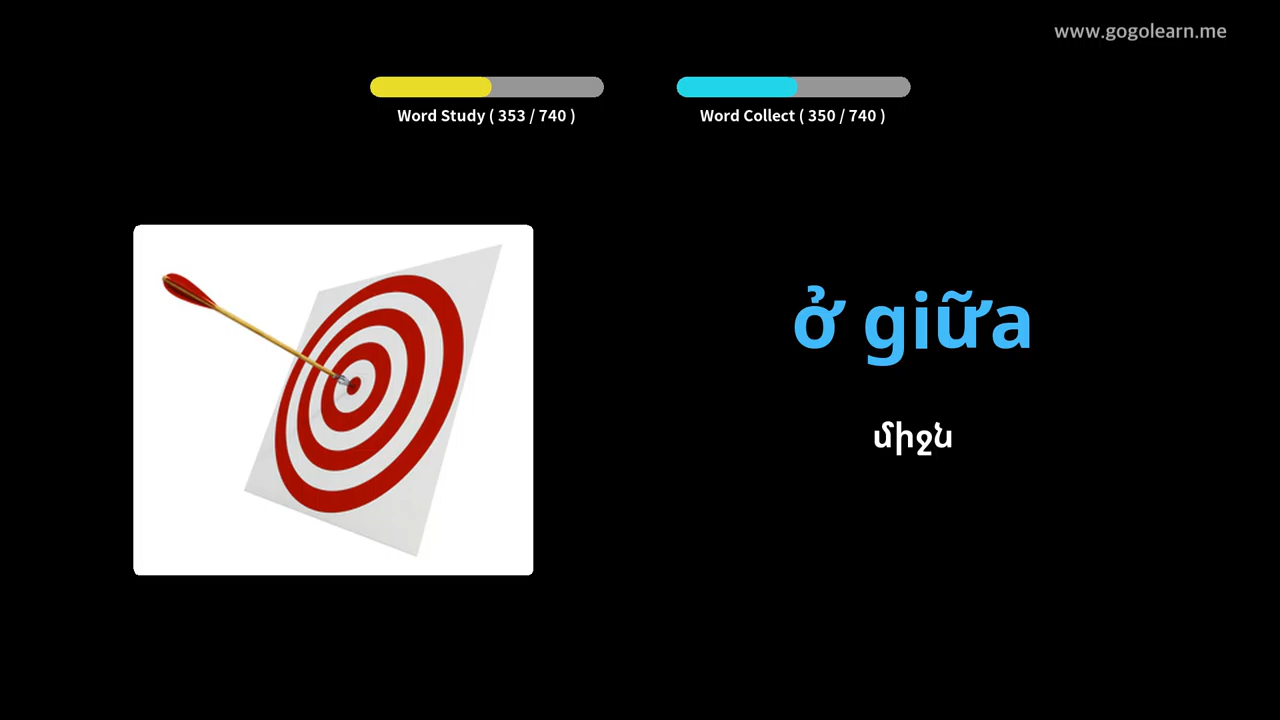 www.gogolearn.me
Word Study ( 353 / 740 )
Word Collect ( 350 / 740 )
ở giữa
միջն